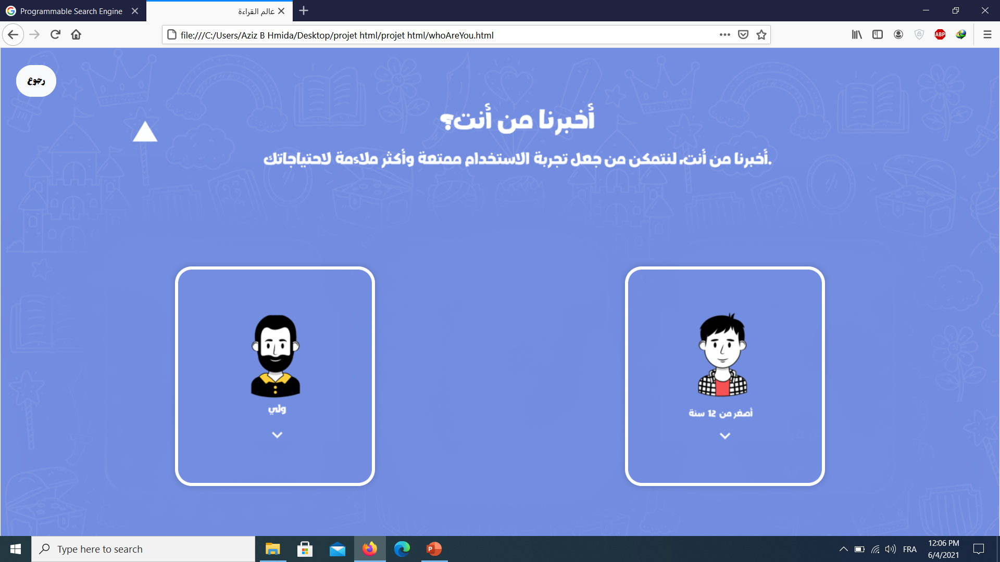 Programmable Search Engine
عالم القراءة
file:///C:/Users/Aziz B Hmida/Desktop/projet html/projet html/whoAreYou.html
ABP
رجوع
أخبرنا من أنت؟
أخبرنا من أنت، لنتمكن من جعل تجربة الاستخدام ممتعة وأكثر ملاءمة لاحتياجاتك.
أصغر من 12 سنة
ولي
Type here to search
P
FRA
12:06 PM
6/4/2021